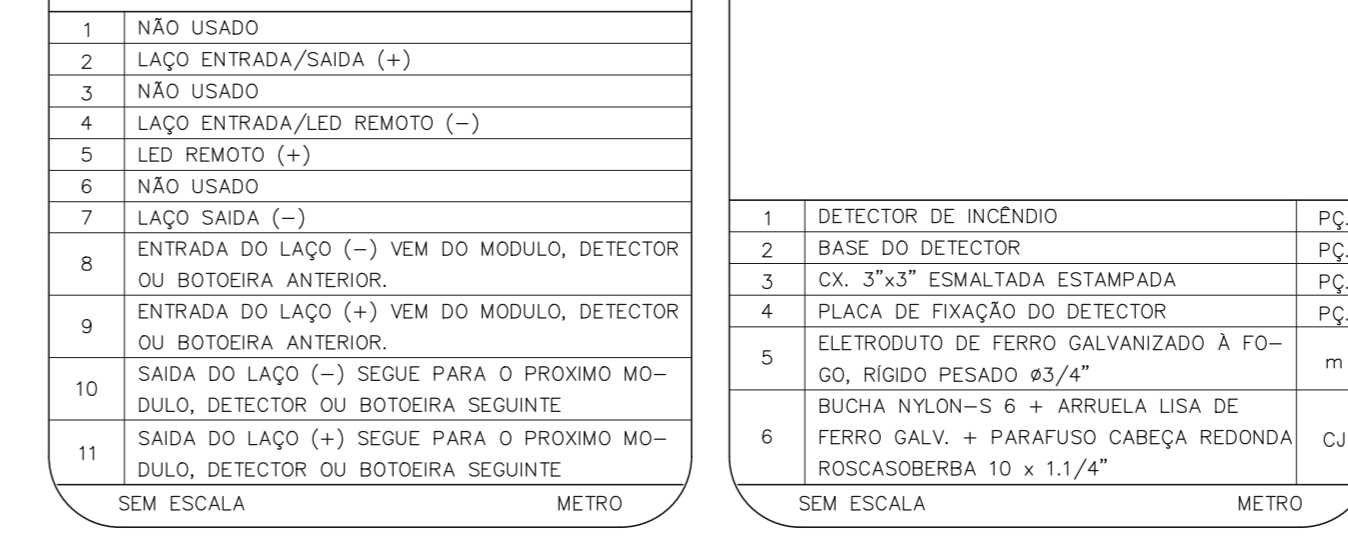 1 NÃO USADO
2 LAÇO ENTRADA/SAIDA (+)
3 NÃO USADO
4 LAÇO ENTRADA/LED REMOTO (−)
5 LED REMOTO (+)
6 NÃO USADO
7 LAÇO SAIDA (−)
8 ENTRADA DO LAÇO (−) VEM DO MODULO, DETECTOR
OU BOTOEIRA ANTERIOR.
9 ENTRADA DO LAÇO (+) VEM DO MODULO, DETECTOR
OU BOTOEIRA ANTERIOR.
10 SAIDA DO LAÇO (−) SEGUE PARA O PROXIMO MO−
DULO, DETECTOR OU BOTOEIRA SEGUINTE
11 SAIDA DO LAÇO (+) SEGUE PARA O PROXIMO MO−
DULO, DETECTOR OU BOTOEIRA SEGUINTE
SEM ESCALA METRO
1 DETECTOR DE INCÊNDIO PÇ.
2 BASE DO DETECTOR PÇ.
3 CX. 3"x3" ESMALTADA ESTAMPADA PÇ.
4 PLACA DE FIXAÇÃO DO DETECTOR PÇ.
5 ELETRODUTO DE FERRO GALVANIZADO À FO−
GO, RÍGIDO PESADO ø3/4" m
6 BUCHA NYLON−S 6 + ARRUELA LISA DE
FERRO GALV. + PARAFUSO CABEÇA REDONDA CJ
ROSCASOBERBA 10 x 1.1/4"
SEM ESCALA METRO